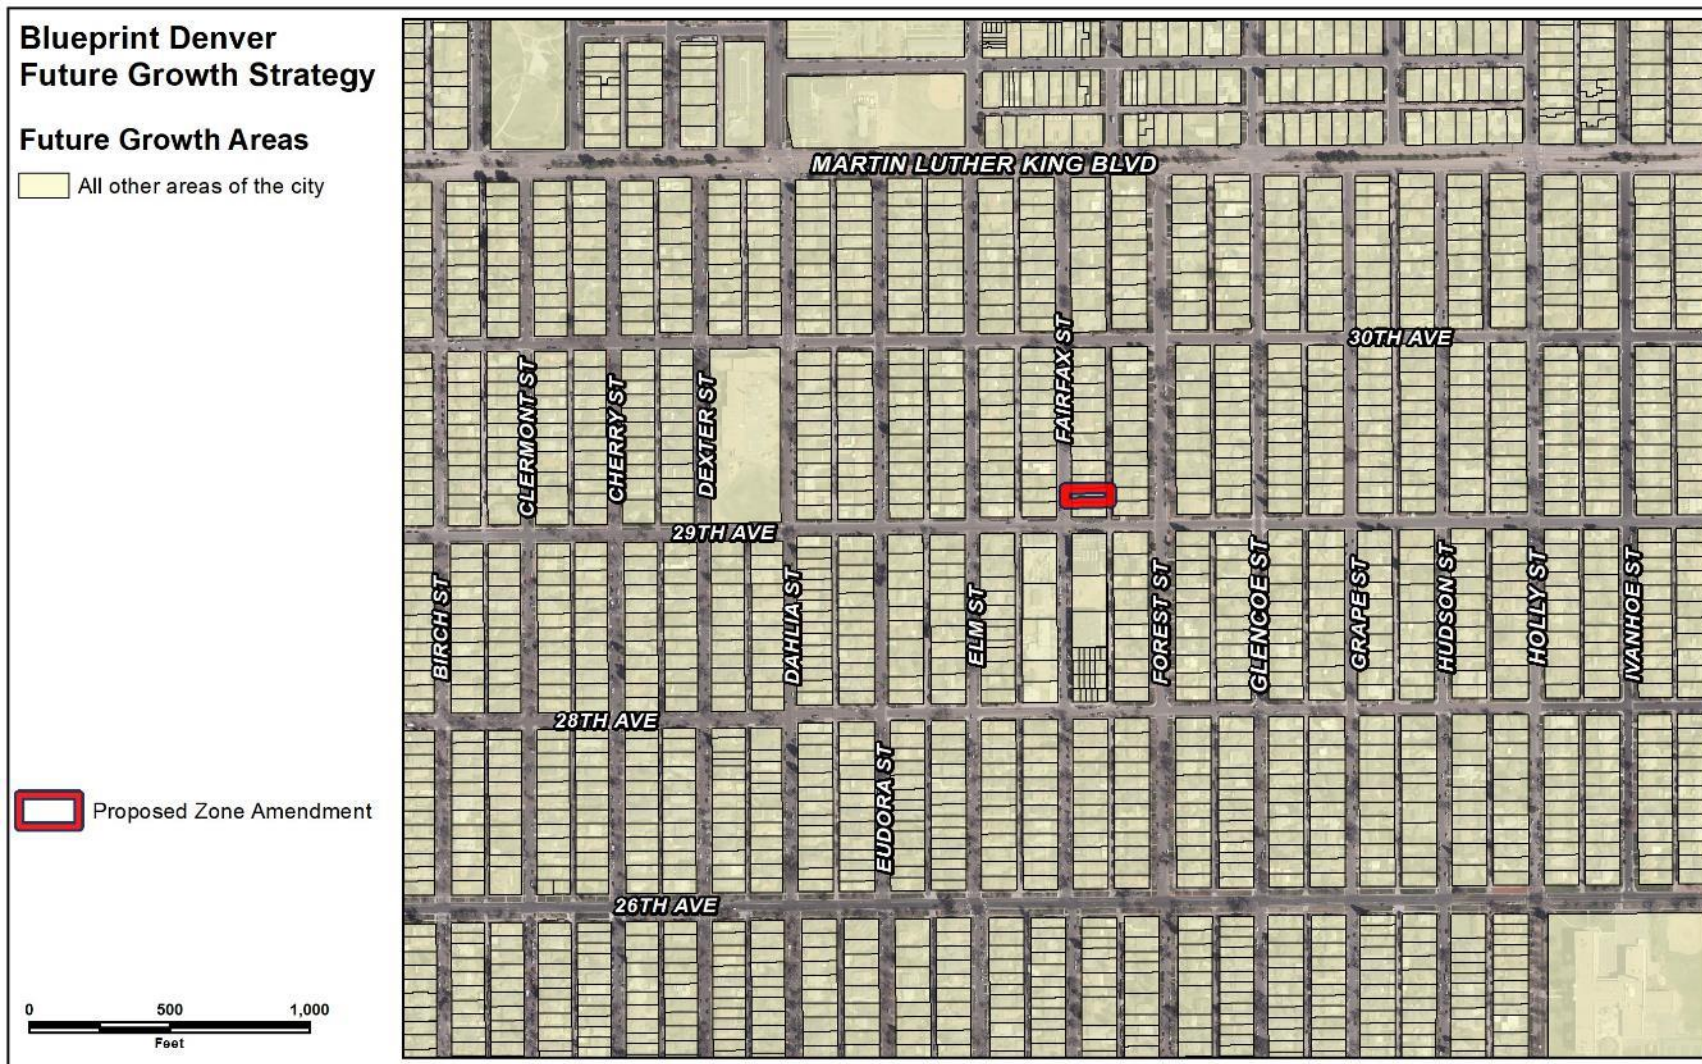 Blueprint Denver
Future Growth Strategy
Future Growth Areas
All other areas of the city
MARTIN LUTHER KING BLVD
30TH AVE
FAIRFAX ST
CLERMONT ST
CHERRY ST
DEXTER ST
29TH AVE
BIRCH ST
DAHLIA ST
ELM ST
FOREST ST
GLENCOE ST
GRAPE ST
HUDSON ST
HOLLY ST
IVANHOE ST
28TH AVE
EUDORA ST
Proposed Zone Amendment
26TH AVE
0 500 1,000
Feet